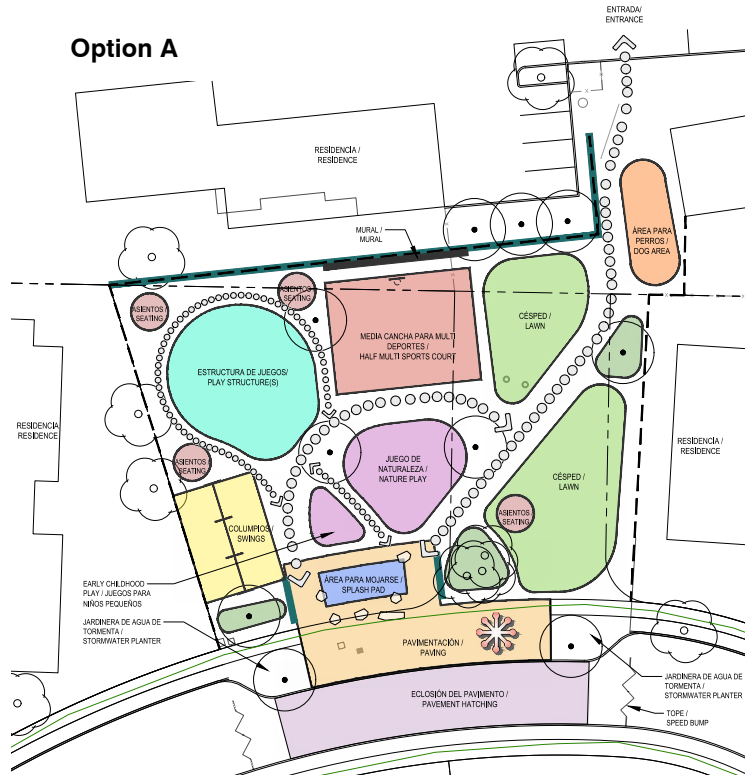 ENTRADA/
ENTRANCE
Option A
RESIDENCIA /
RESIDENCE
MURAL /
MURAL
ÁREA PARA
PERROS /
DOG AREA
ASIENTOS /
SEATING
ASIENTOS /
SEATING
CÉSPED /
LAWN
MEDIA CANCHA PARA MULTI
DEPORTES /
HALF MULTI SPORTS COURT
ESTRUCTURA DE JUEGOS/
PLAY STRUCTURE(S)
RESIDENCIA /
RESIDENCE
RESIDENCIA /
RESIDENCE
ASIENTOS /
SEATING
JUEGO DE
NATURALEZA /
NATURE PLAY
CÉSPED /
LAWN
ASIENTOS /
SEATING
COLUMPIOS /
SWINGS
EARLY CHILDHOOD
PLAY / JUEGOS PARA
NIÑOS PEQUEÑOS
ÁREA PARA MOJARSE /
SPLASH PAD
JARDINERA DE AGUA DE
TORMENTA /
STORMWATER PLANTER
PAVIMENTACIÓN /
PAVING
JARDINERA DE AGUA DE
TORMENTA /
STORMWATER PLANTER
ECLOSIÓN DEL PAVIMENTO /
PAVEMENT HATCHING
TOPE /
SPEED BUMP